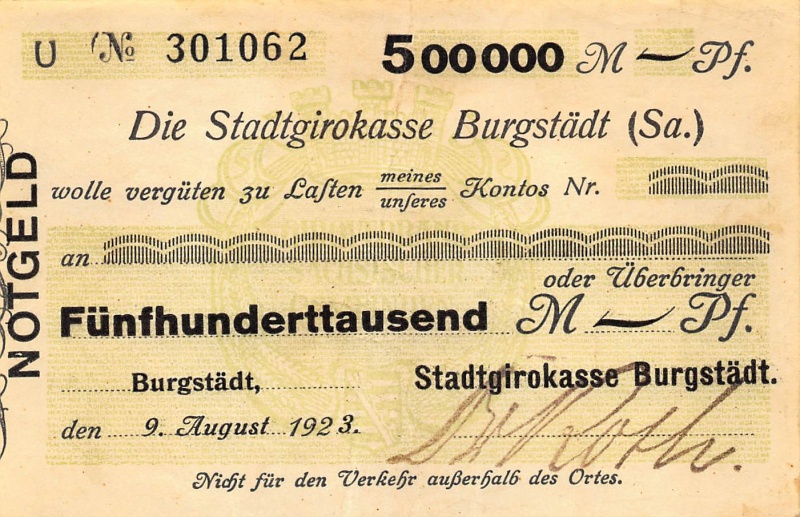 U № 301062
500000 M — Pf.
Die Stadtgirokasse Burgstädt (Sa.)
wolle vergüten zu Laſten meines/unſeres Kontos Nr.
an
oder Überbringer
Fünfhunderttausend M — Pf.
Burgstädt,
Stadtgirokasse Burgstädt.
den 9. August 1923.
Nicht für den Verkehr außerhalb des Ortes.
NOTGELD